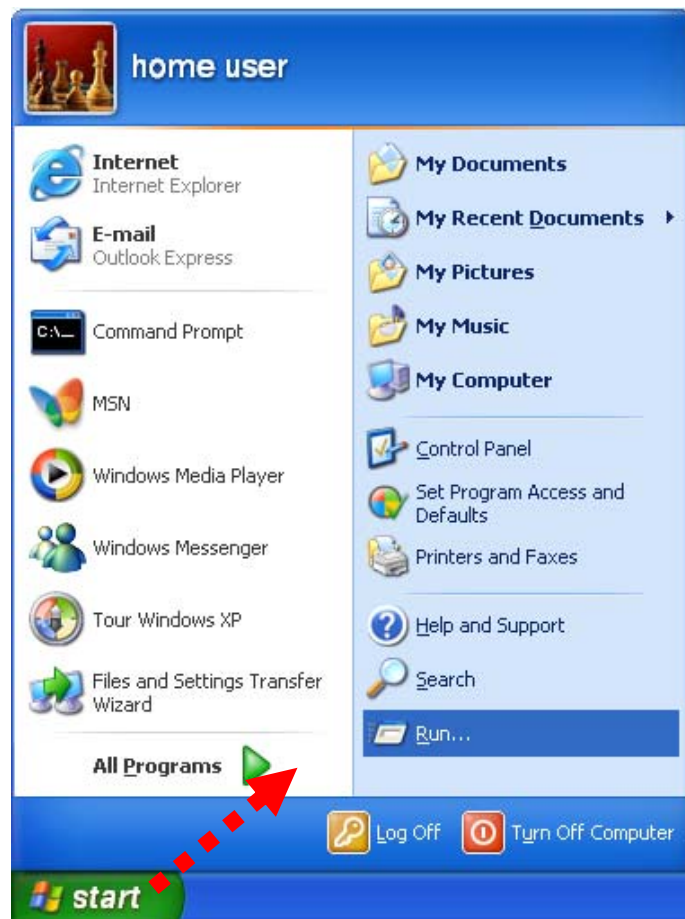 home user
Internet
Internet Explorer
E-mail
Outlook Express
C:\_
Command Prompt
MSN
Windows Media Player
Windows Messenger
Tour Windows XP
Files and Settings Transfer
Wizard
All Programs
My Documents
My Recent Documents
My Pictures
My Music
My Computer
Control Panel
Set Program Access and
Defaults
Printers and Faxes
Help and Support
Search
Run...
Log Off
Turn Off Computer
start